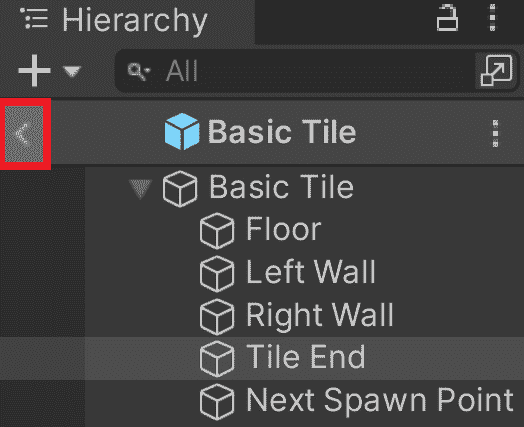 Hierarchy
All
Basic Tile
Basic Tile
Floor
Left Wall
Right Wall
Tile End
Next Spawn Point